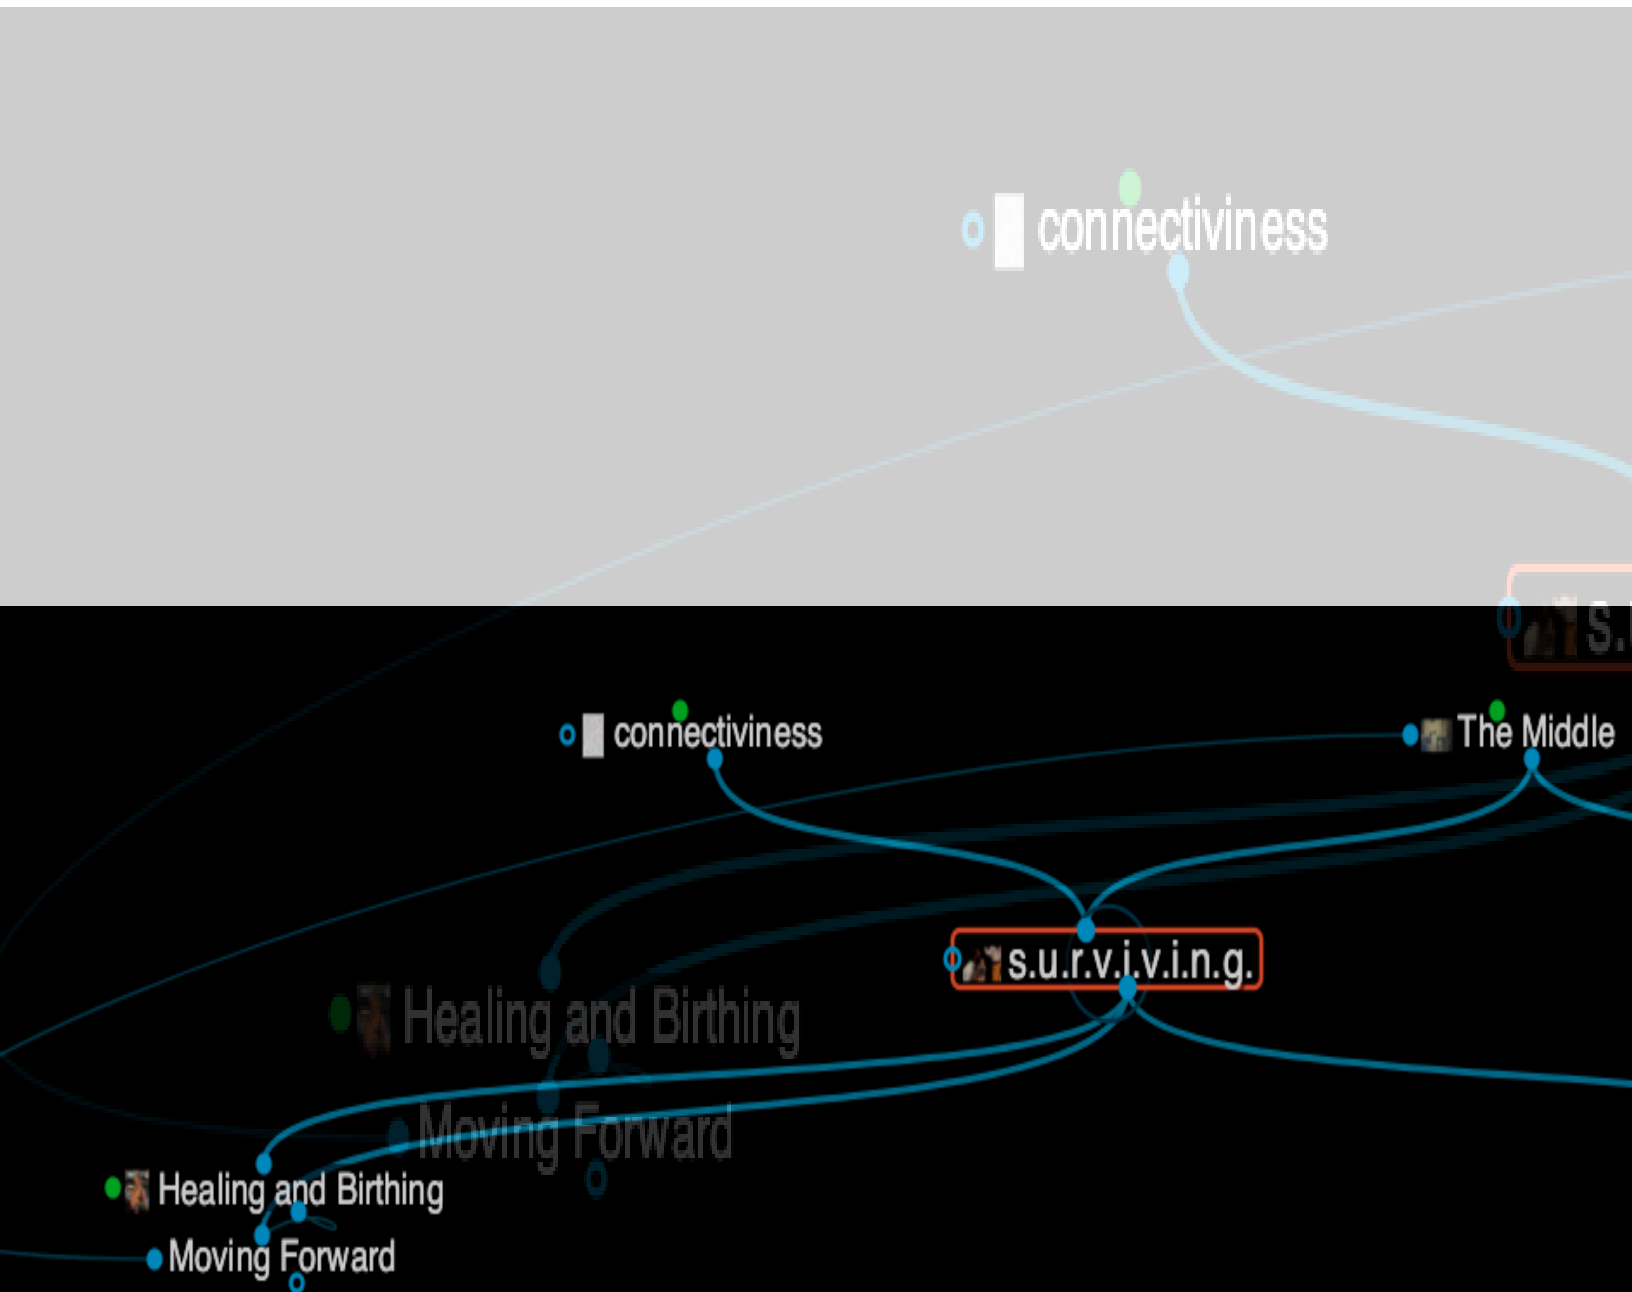 connectiviness
s.
connectiviness
The Middle
s.u.r.v.i.v.i.n.g.
Healing and Birthing
Moving Forward
Healing and Birthing
Moving Forward